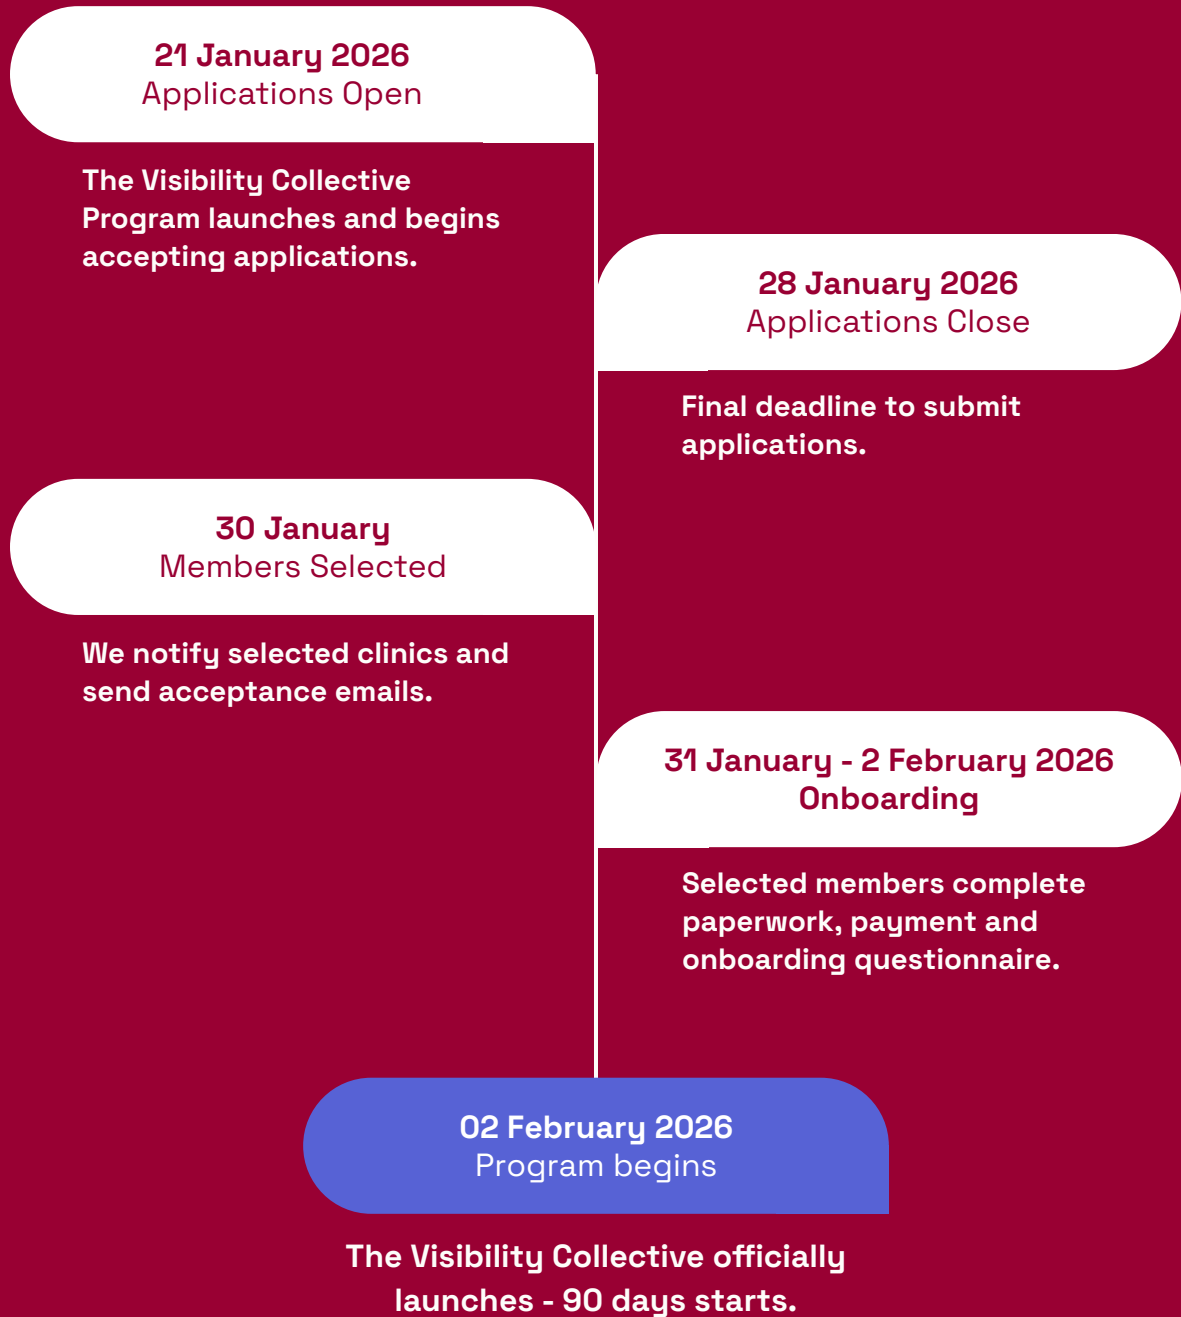 21 January 2026
Applications Open
The Visibility Collective
Program launches and begins
accepting applications.
28 January 2026
Applications Close
Final deadline to submit
applications.
30 January
Members Selected
We notify selected clinics and
send acceptance emails.
31 January - 2 February 2026
Onboarding
Selected members complete
paperwork, payment and
onboarding questionnaire.
02 February 2026
Program begins
The Visibility Collective officially
launches - 90 days starts.